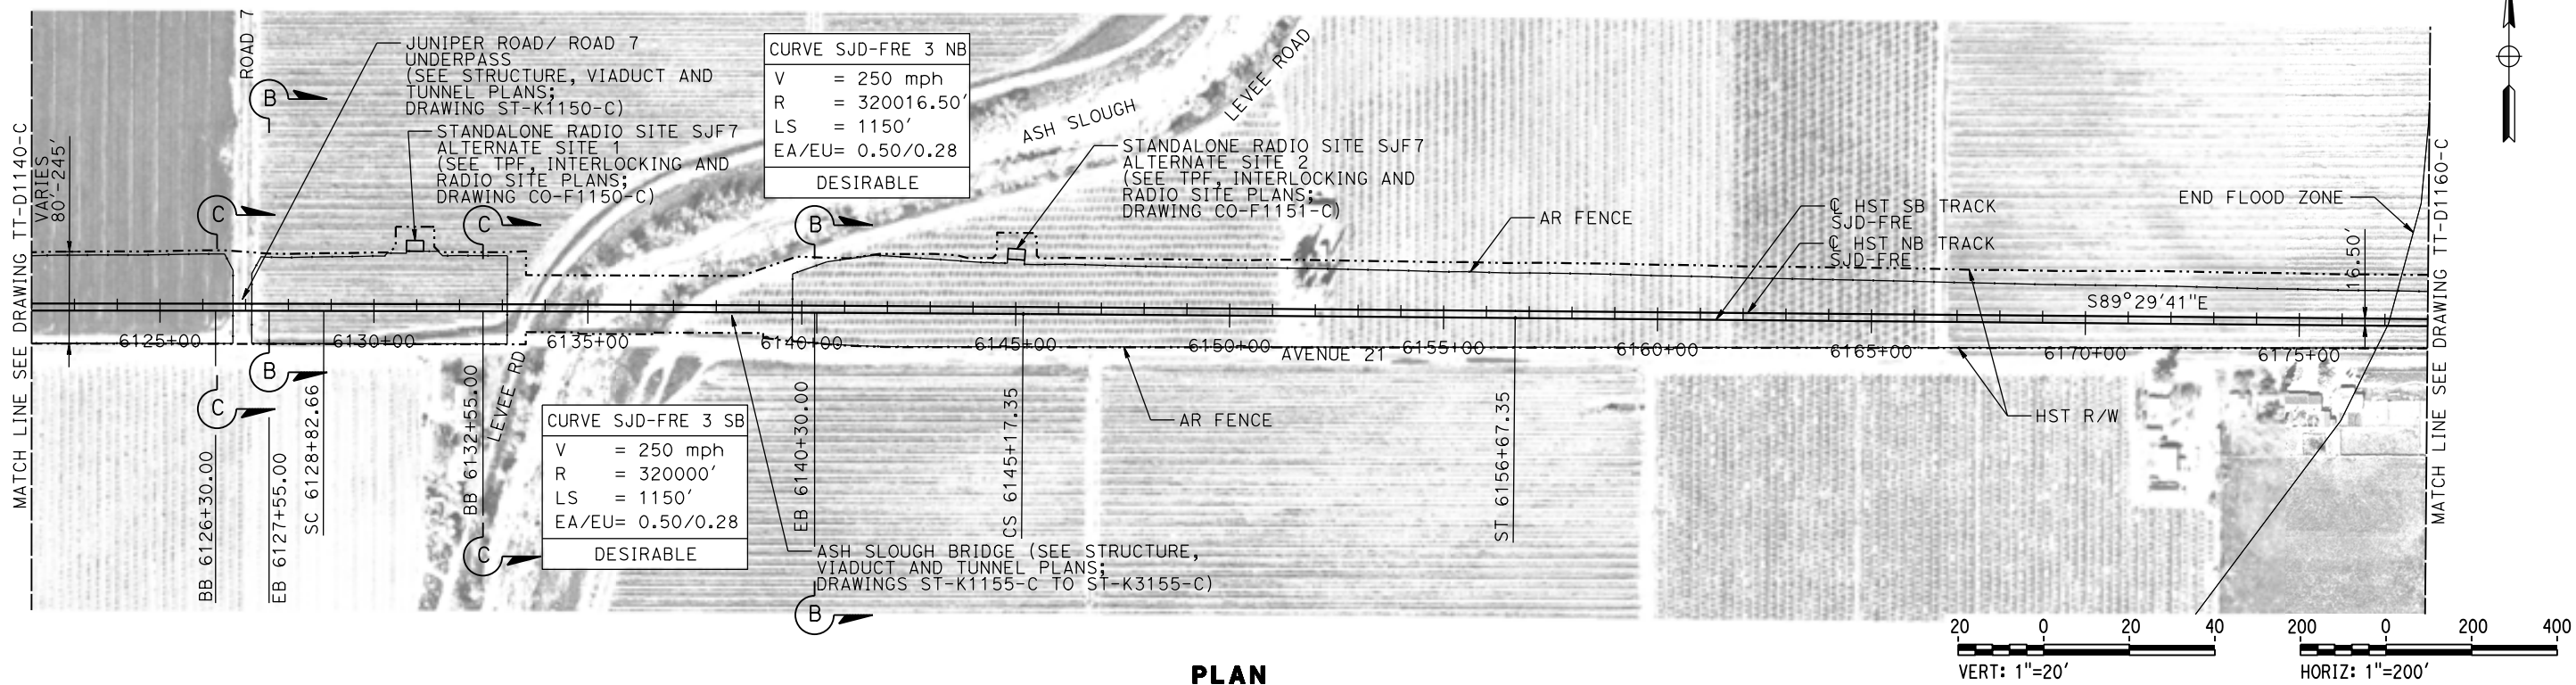 MATCH LINE SEE DRAWING TT-D1140-C
VARIES
80'-245'
ROAD 7
JUNIPER ROAD/ ROAD 7
UNDERPASS
(SEE STRUCTURE, VIADUCT AND
TUNNEL PLANS;
DRAWING ST-K1150-C)
B
STANDALONE RADIO SITE SJF7
ALTERNATE SITE 1
(SEE TPF, INTERLOCKING AND
RADIO SITE PLANS;
DRAWING CO-F1150-C)
C
C
CURVE SJD-FRE 3 NB
V = 250 mph
R = 320016.50'
LS = 1150'
EA/EU= 0.50/0.28
DESIRABLE
B
ASH SLOUGH
LEVEE ROAD
STANDALONE RADIO SITE SJF7
ALTERNATE SITE 2
(SEE TPF, INTERLOCKING AND
RADIO SITE PLANS;
DRAWING CO-F1151-C)
AR FENCE
℄ HST SB TRACK
SJD-FRE
℄ HST NB TRACK
SJD-FRE
END FLOOD ZONE
16.50'
S89°29'41"E
MATCH LINE SEE DRAWING TT-D1160-C
6125+00
6130+00
6135+00
6140+00
6145+00
6150+00
AVENUE 21
6155+00
6160+00
6165+00
6170+00
6175+00
B
C
BB 6126+30.00
EB 6127+55.00
SC 6128+82.66
BB 6132+55.00
LEVEE RD
C
CURVE SJD-FRE 3 SB
V = 250 mph
R = 320000'
LS = 1150'
EA/EU= 0.50/0.28
DESIRABLE
EB 6140+30.00
CS 6145+17.35
AR FENCE
ST 6156+67.35
HST R/W
ASH SLOUGH BRIDGE (SEE STRUCTURE,
VIADUCT AND TUNNEL PLANS;
DRAWINGS ST-K1155-C TO ST-K3155-C)
B
PLAN
20 0 20 40
VERT: 1"=20'
200 0 200 400
HORIZ: 1"=200'